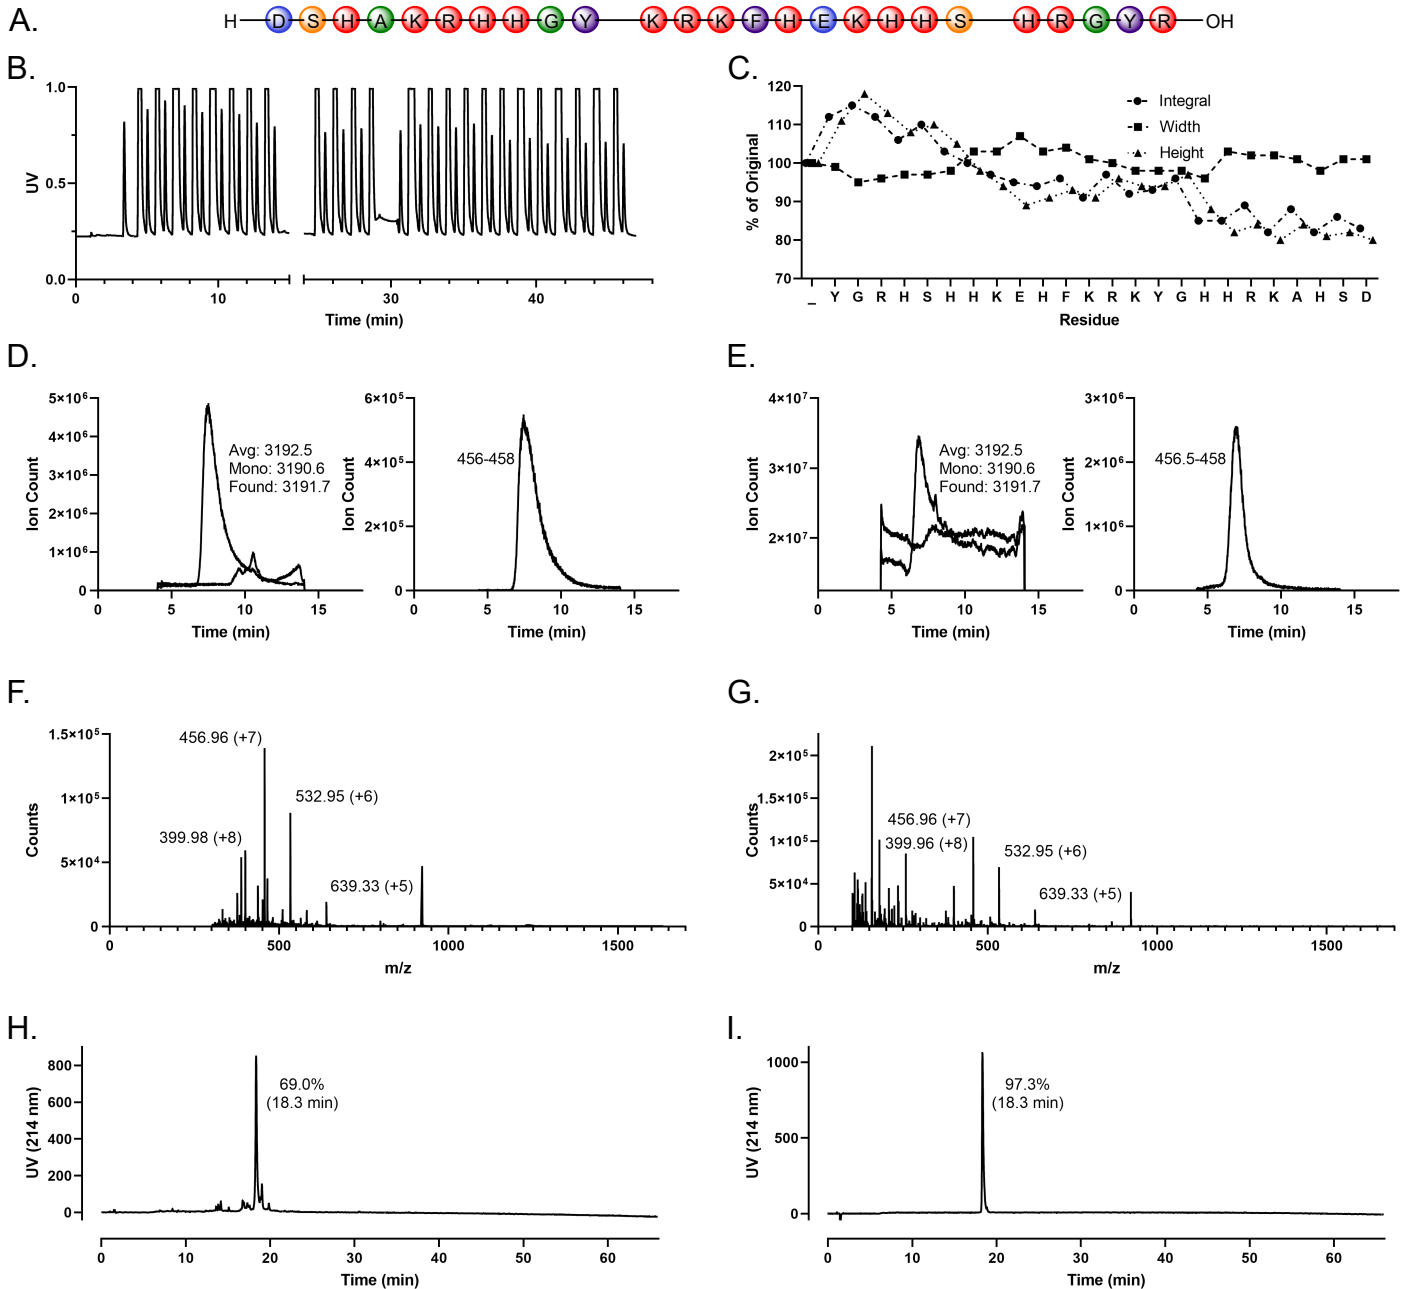 A.
H D S H A K R H H G Y K R K F H E K H H S H R G Y R OH
B.
1.0
0.5
0.0
UV
0 10 30 40
Time (min)
C.
120
110
100
90
80
70
% of Original
Integral
Width
Height
_ Y G R H S H H K E H F K R K Y G H H R K A H S D
Residue
D.
5×10⁶
4×10⁶
3×10⁶
2×10⁶
1×10⁶
0
Ion Count
Avg: 3192.5
Mono: 3190.6
Found: 3191.7
0 5 10 15
Time (min)
6×10⁵
4×10⁵
2×10⁵
0
Ion Count
456-458
0 5 10 15
Time (min)
E.
4×10⁷
3×10⁷
2×10⁷
Ion Count
Avg: 3192.5
Mono: 3190.6
Found: 3191.7
0 5 10 15
Time (min)
3×10⁶
2×10⁶
1×10⁶
0
Ion Count
456.5-458
0 5 10 15
Time (min)
F.
1.5×10⁵
1×10⁵
5×10⁴
0
Counts
456.96 (+7)
532.95 (+6)
399.98 (+8)
639.33 (+5)
0 500 1000 1500
m/z
G.
2×10⁵
1.5×10⁵
1×10⁵
5×10⁴
0
Counts
456.96 (+7)
399.96 (+8)
532.95 (+6)
639.33 (+5)
0 500 1000 1500
m/z
H.
800
600
400
200
0
UV (214 nm)
69.0%
(18.3 min)
0 10 20 30 40 50 60
Time (min)
I.
1000
500
0
UV (214 nm)
97.3%
(18.3 min)
0 10 20 30 40 50 60
Time (min)